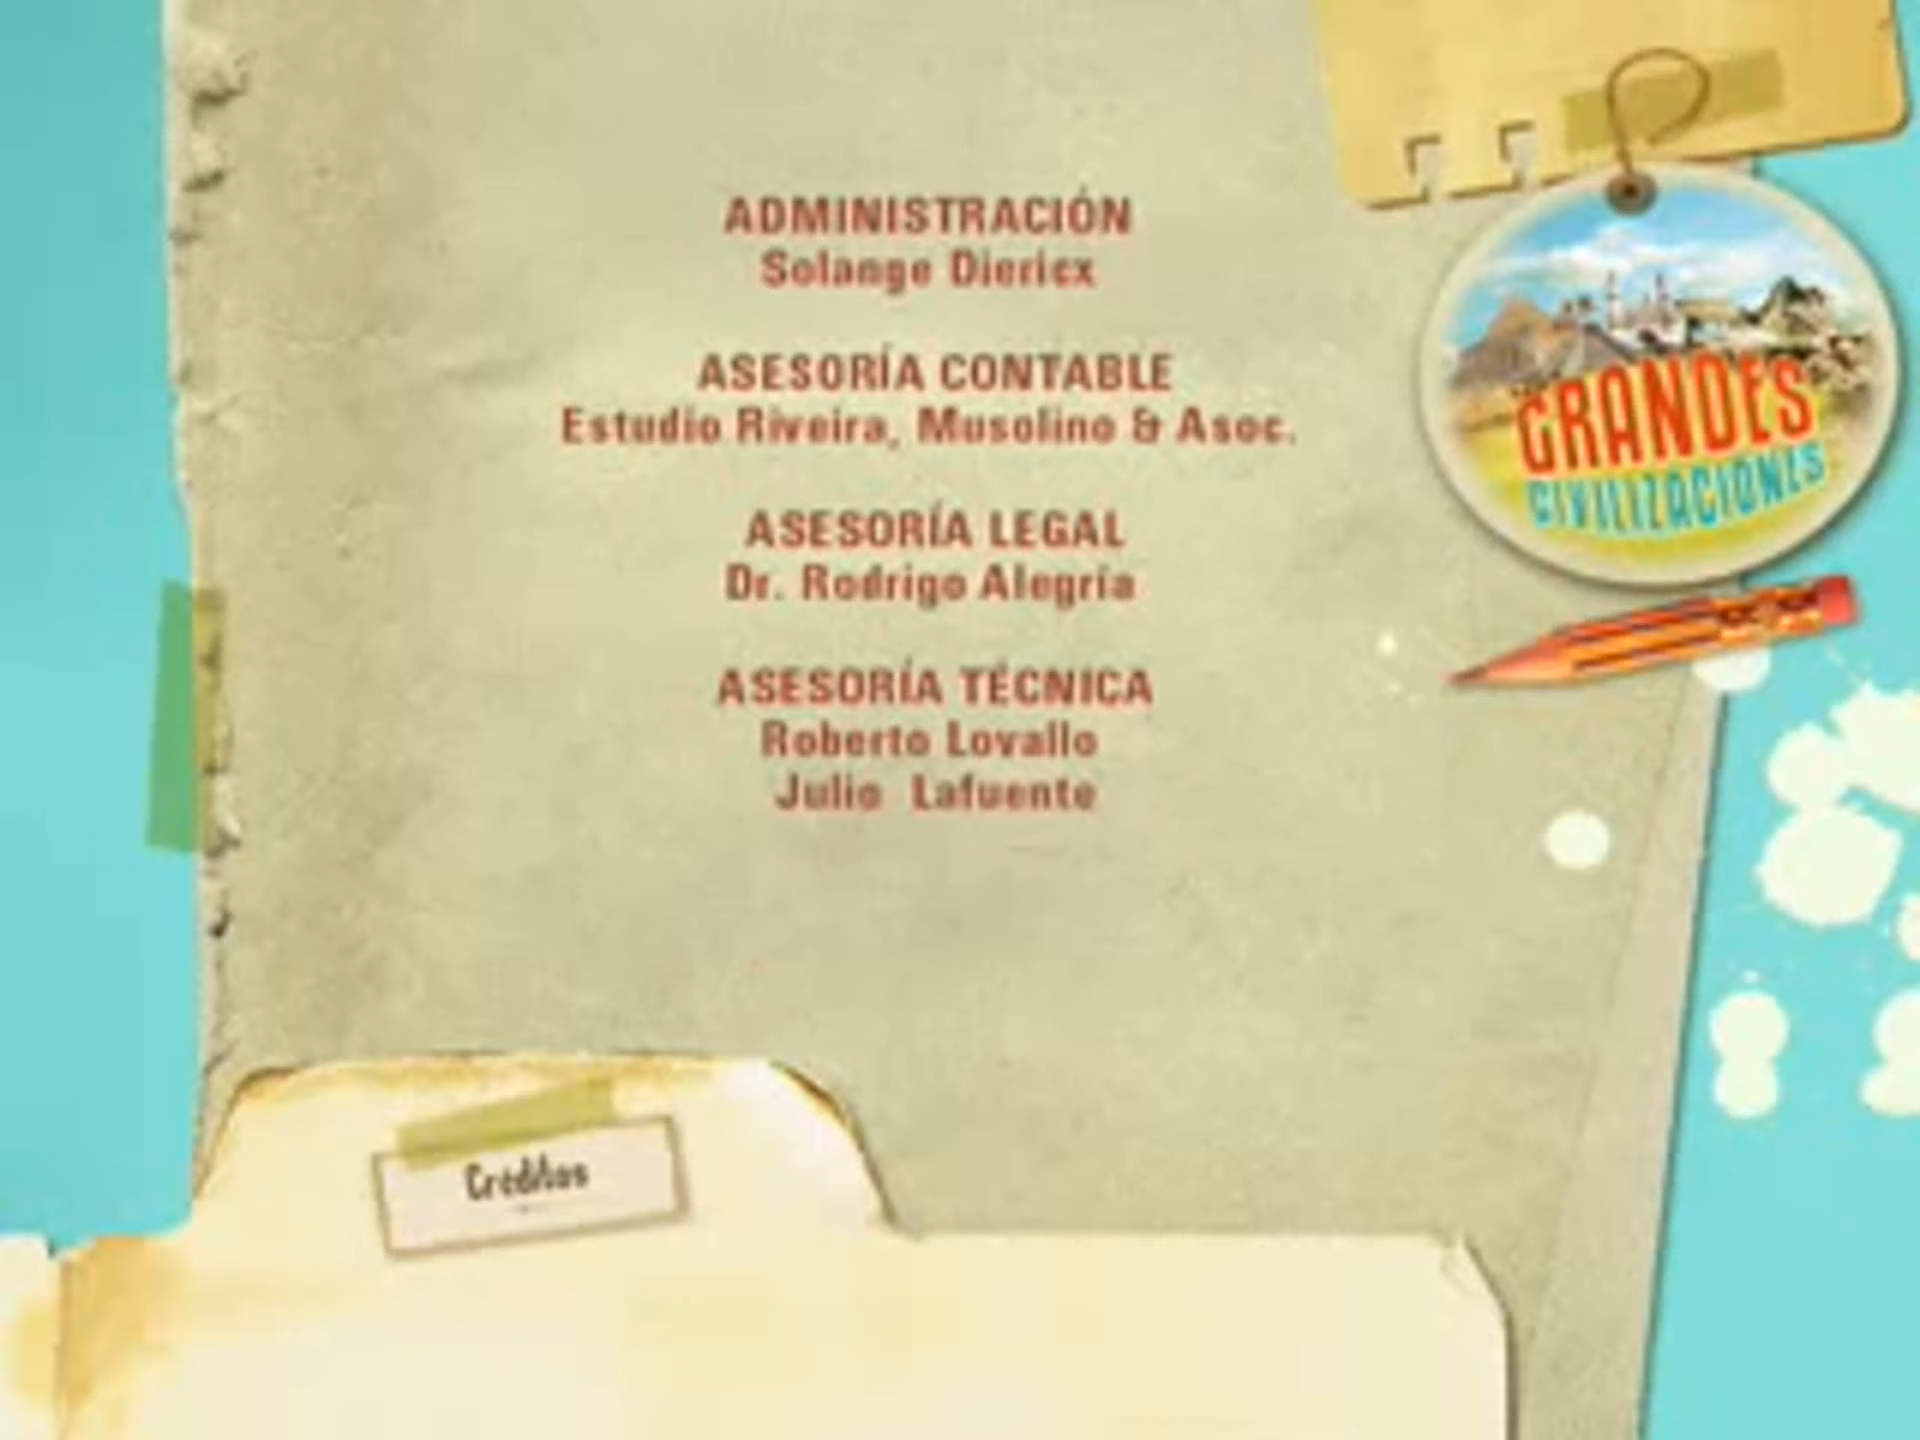 ADMINISTRACIÓN
Solange Diericx
ASESORÍA CONTABLE
Estudio Riveira, Musolino & Asoc.
ASESORÍA LEGAL
Dr. Rodrigo Alegría
ASESORÍA TÉCNICA
Roberto Lovallo
Julio Lafuente
GRANDES
CIVILIZACIONES
Créditos